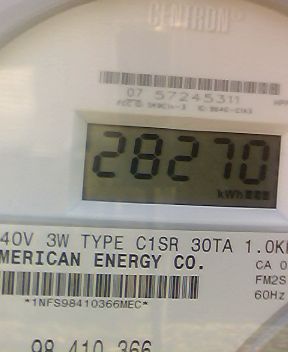 CENTRON
07 57245311
28270
kWh
40V 3W TYPE C1SR 30TA 1.0K
MERICAN ENERGY CO.
CA 0
FM2S
60Hz
*1NFS98410366MEC*
98 410 366